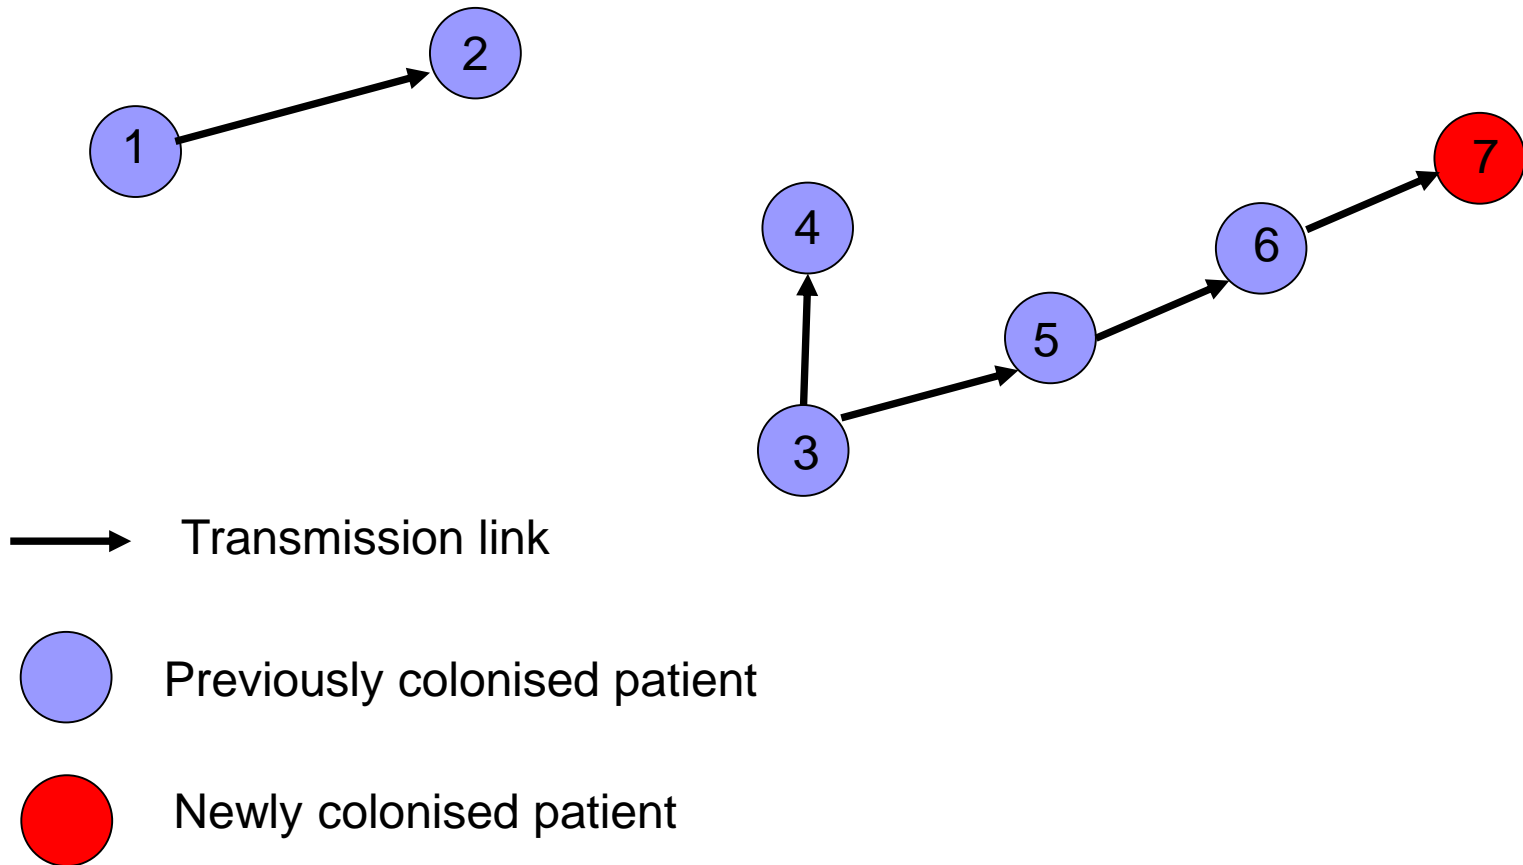 2
1
7
4
6
5
3
Transmission link
Previously colonised patient
Newly colonised patient